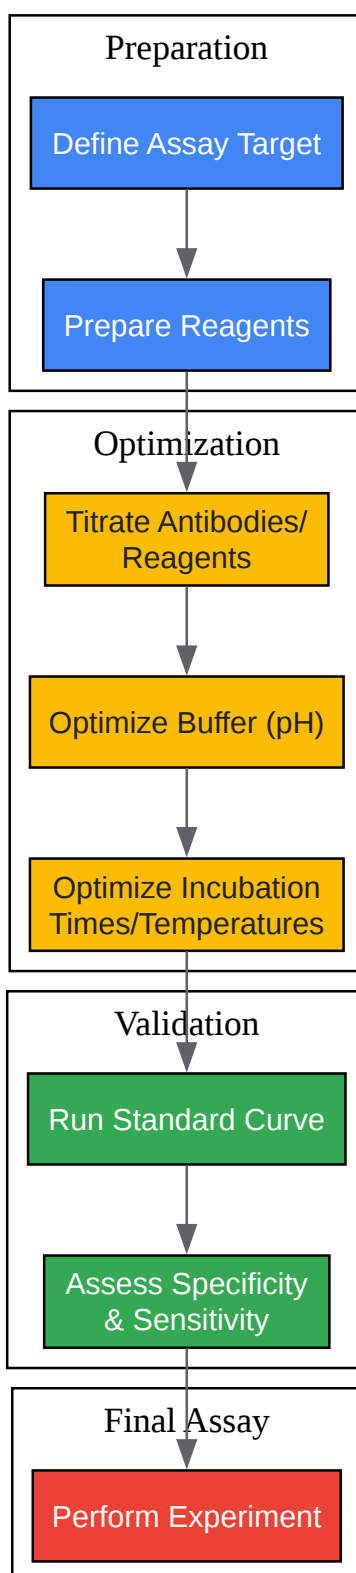 Preparation
Define Assay Target
Prepare Reagents
Optimization
Titrate Antibodies/
Reagents
Optimize Buffer (pH)
Optimize Incubation
Times/Temperatures
Validation
Run Standard Curve
Assess Specificity
& Sensitivity
Final Assay
Perform Experiment